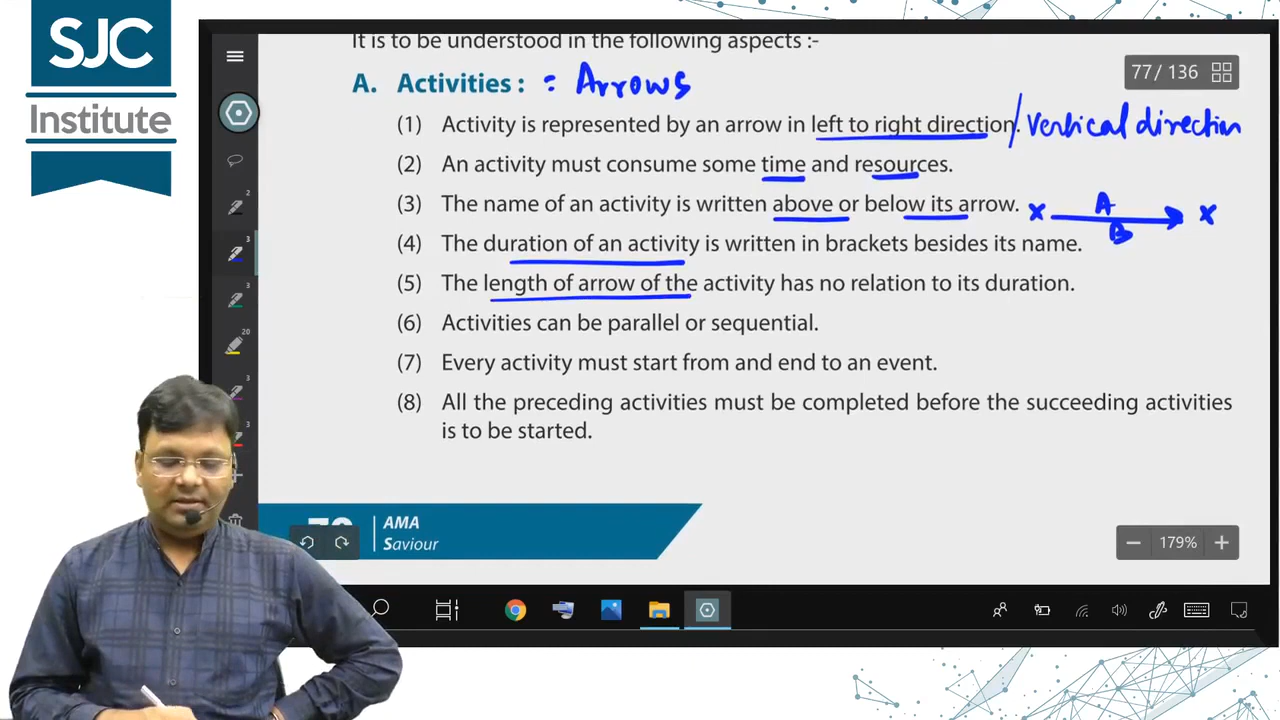 SJC
Institute
It is to be understood in the following aspects :-
77 / 136
A. Activities : = Arrows
(1) Activity is represented by an arrow in left to right direction. / Vertical direction
(2) An activity must consume some time and resources.
(3) The name of an activity is written above or below its arrow. x A x
B
(4) The duration of an activity is written in brackets besides its name.
(5) The length of arrow of the activity has no relation to its duration.
(6) Activities can be parallel or sequential.
(7) Every activity must start from and end to an event.
(8) All the preceding activities must be completed before the succeeding activities
is to be started.
AMA
Saviour
179%
2
3
3
20
3
3